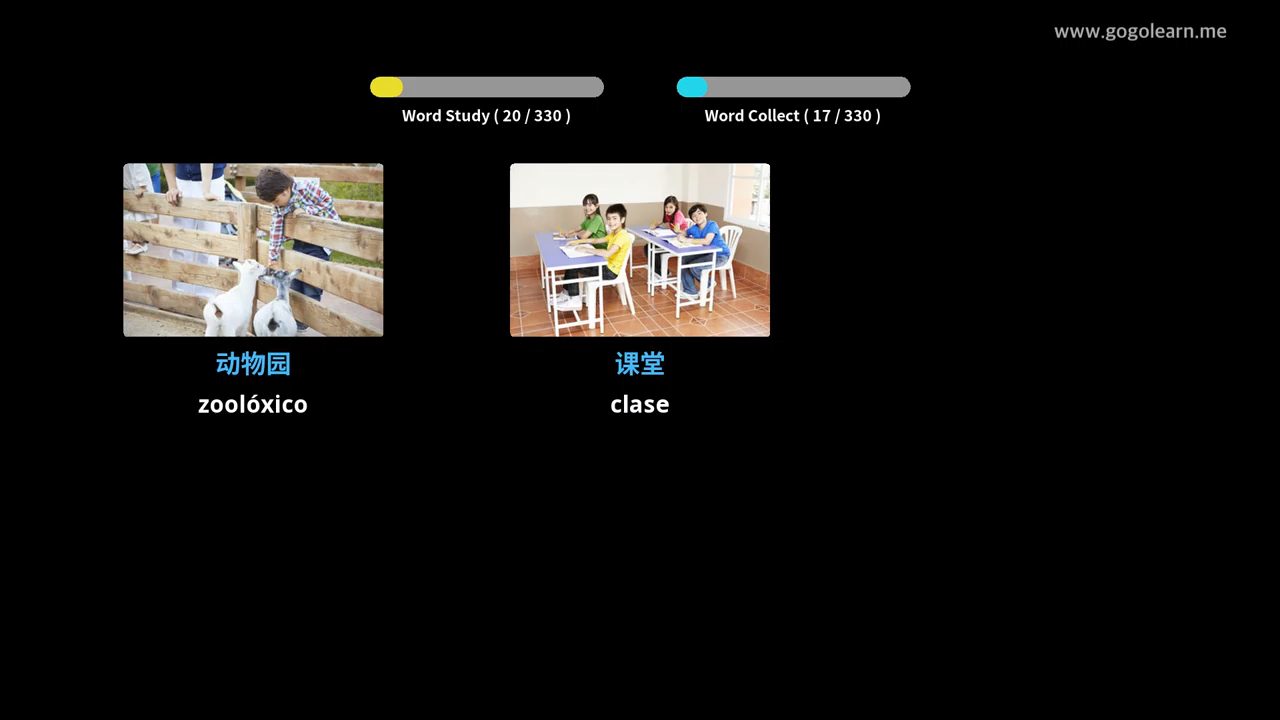 www.gogolearn.me
Word Study ( 20 / 330 )
Word Collect ( 17 / 330 )
动物园
课堂
zoolóxico
clase